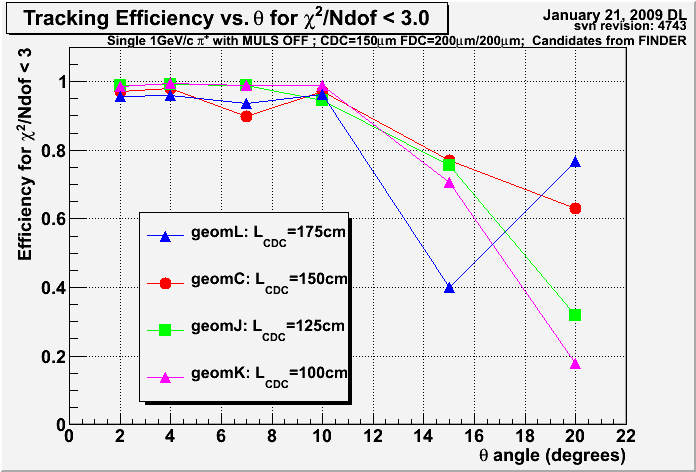 Tracking Efficiency vs. θ for χ²/Ndof < 3.0
January 21, 2009 DL
svn revision: 4743
Single 1GeV/c π⁺ with MULS OFF ; CDC=150μm FDC=200μm/200μm; Candidates from FINDER
Efficiency for χ²/Ndof < 3
1
0.8
0.6
0.4
0.2
0
geomL: L_CDC=175cm
geomC: L_CDC=150cm
geomJ: L_CDC=125cm
geomK: L_CDC=100cm
0 2 4 6 8 10 12 14 16 18 20 22
θ angle (degrees)